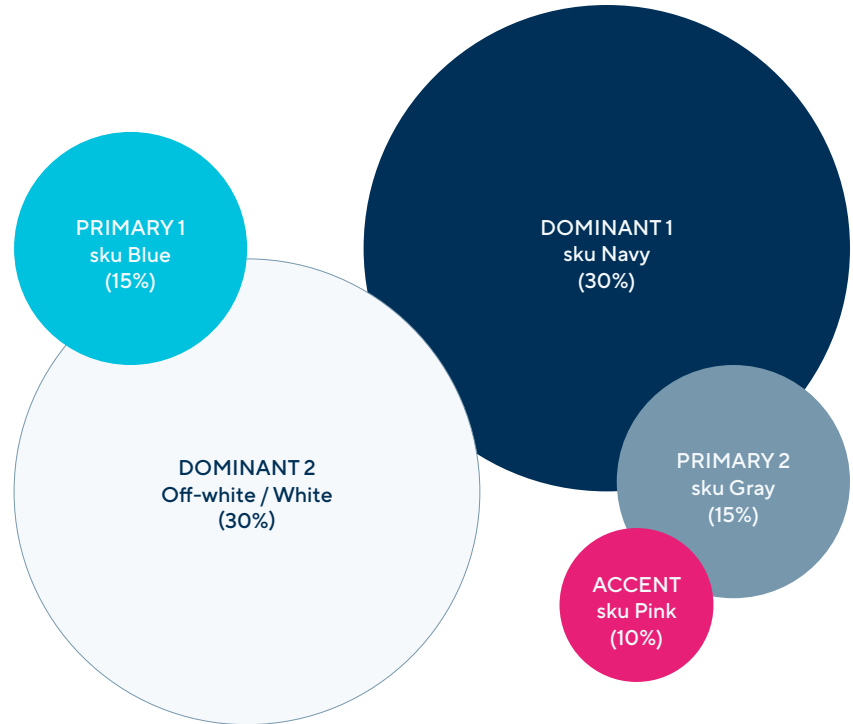 PRIMARY 1
sku Blue
(15%)
DOMINANT 1
sku Navy
(30%)
DOMINANT 2
Off-white / White
(30%)
PRIMARY 2
sku Gray
(15%)
ACCENT
sku Pink
(10%)